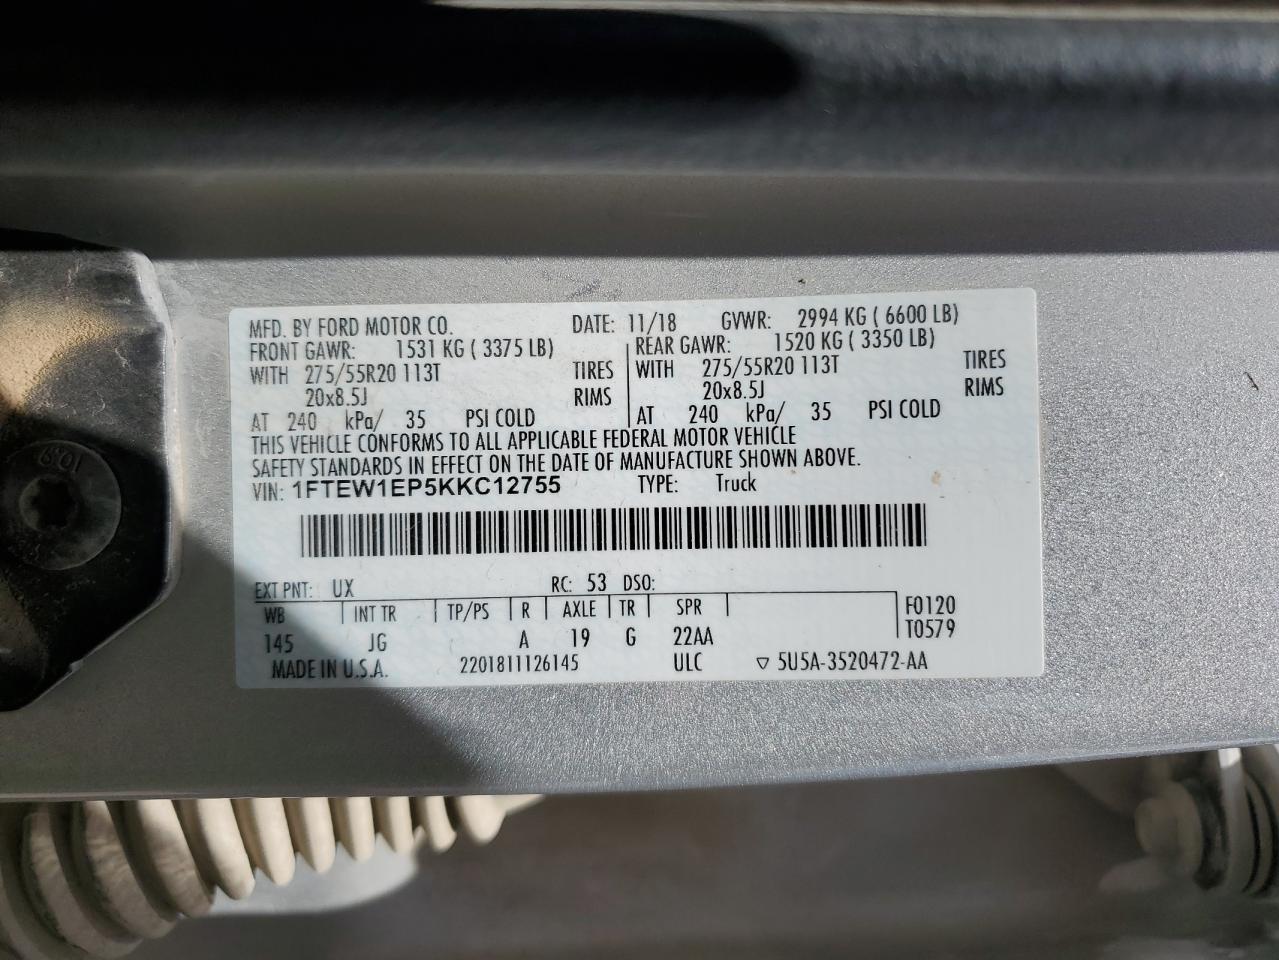 MFD. BY FORD MOTOR CO. DATE: 11/18 GVWR: 2994 KG ( 6600 LB)
FRONT GAWR: 1531 KG ( 3375 LB) REAR GAWR: 1520 KG ( 3350 LB)
WITH 275/55R20 113T TIRES WITH 275/55R20 113T TIRES
20x8.5J RIMS 20x8.5J RIMS
AT 240 kPa/ 35 PSI COLD AT 240 kPa/ 35 PSI COLD
THIS VEHICLE CONFORMS TO ALL APPLICABLE FEDERAL MOTOR VEHICLE
SAFETY STANDARDS IN EFFECT ON THE DATE OF MANUFACTURE SHOWN ABOVE.
VIN: 1FTEW1EP5KKC12755 TYPE: Truck
EXT PNT: UX RC: 53 DSO:
WB INT TR TP/PS R AXLE TR SPR F0120
145 JG A 19 G 22AA T0579
MADE IN U.S.A. 2201811126145 ULC ▽ 5U5A-3520472-AA
10.9